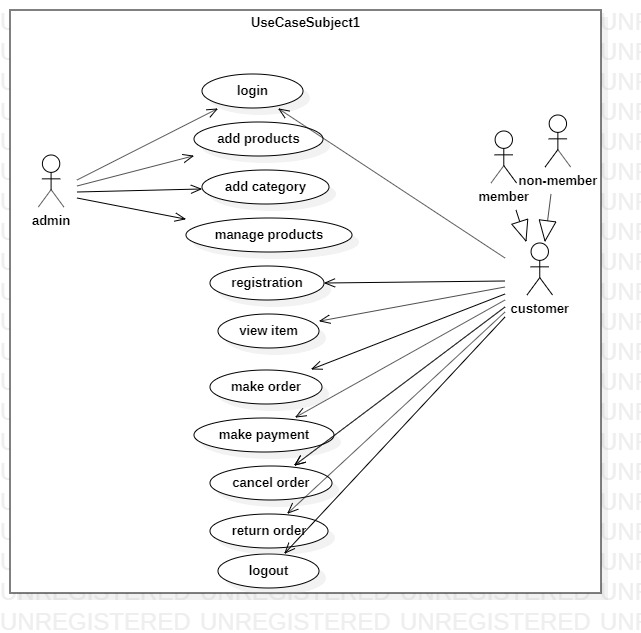 UseCaseSubject1
login
add products
add category
manage products
registration
view item
make order
make payment
cancel order
return order
logout
admin
member
non-member
customer
UNREGISTERED UNREGISTERED UNREGISTERED UNR